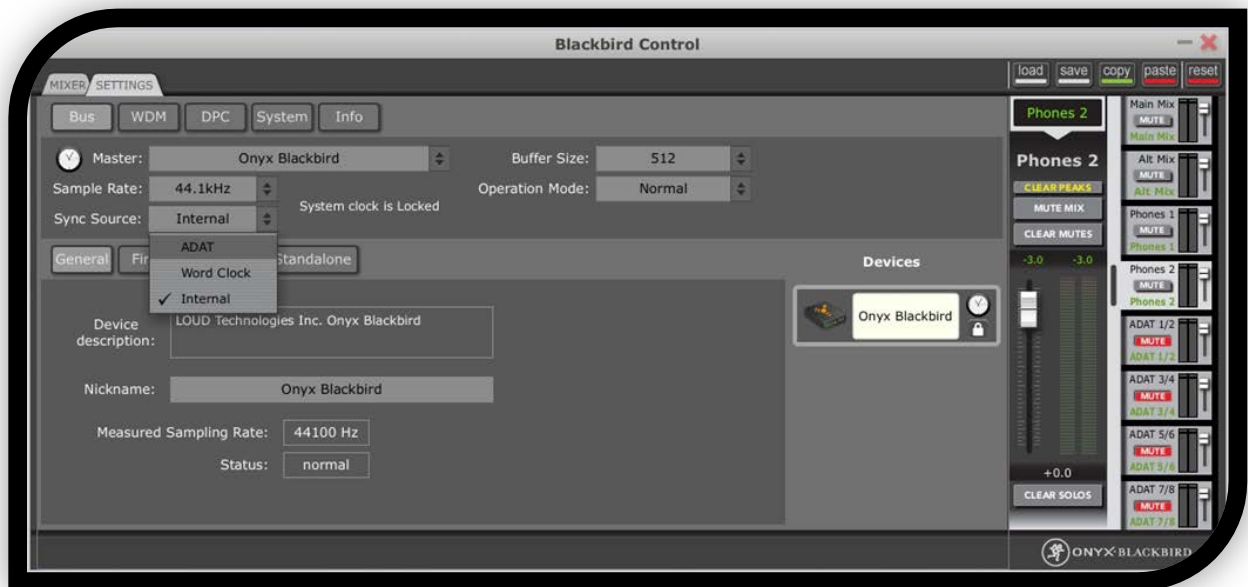 Blackbird Control
MIXER SETTINGS
load save copy paste reset
Bus WDM DPC System Info
Master: Onyx Blackbird
Buffer Size: 512
Sample Rate: 44.1kHz
Operation Mode: Normal
System clock is Locked
Sync Source: Internal
ADAT
Word Clock
✓ Internal
General Fir
Standalone
Device
description:
LOUD Technologies Inc. Onyx Blackbird
Nickname: Onyx Blackbird
Measured Sampling Rate: 44100 Hz
Status: normal
Devices
Onyx Blackbird
Phones 2
Phones 2
CLEAR PEAKS
MUTE MIX
CLEAR MUTES
-3.0 -3.0
+0.0
CLEAR SOLOS
Main Mix
MUTE
Main Mix
Alt Mix
MUTE
Alt Mix
Phones 1
MUTE
Phones 1
Phones 2
MUTE
Phones 2
ADAT 1/2
MUTE
ADAT 1/2
ADAT 3/4
MUTE
ADAT 3/4
ADAT 5/6
MUTE
ADAT 5/6
ADAT 7/8
MUTE
ADAT 7/8
ONYX-BLACKBIRD